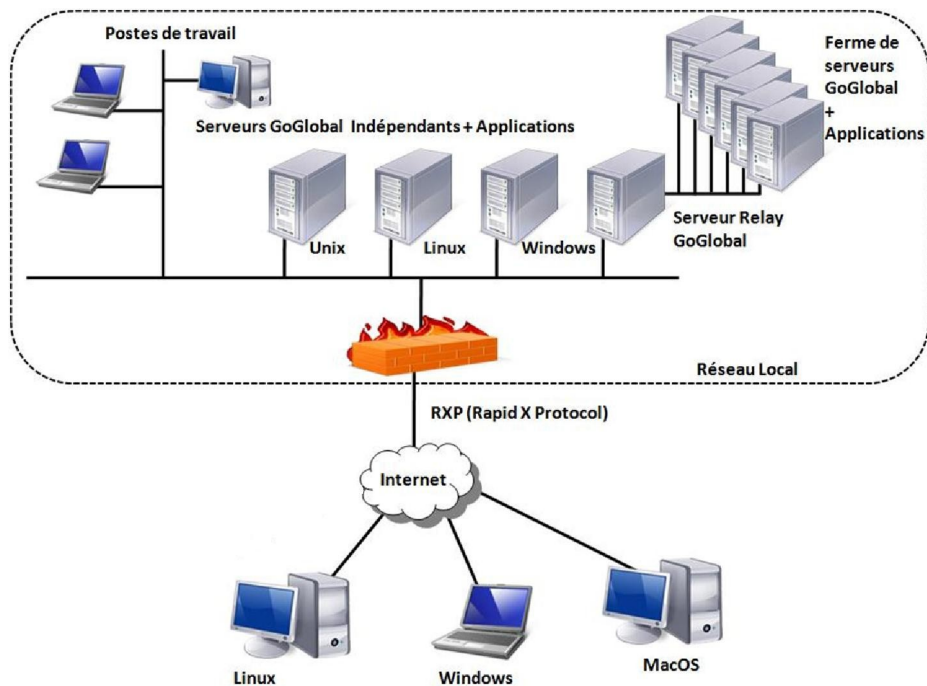 Postes de travail
Serveurs GoGlobal Indépendants + Applications
Ferme de
serveurs
GoGlobal
+
Applications
Unix
Linux
Windows
Serveur Relay
GoGlobal
Réseau Local
RXP (Rapid X Protocol)
Internet
Linux
Windows
MacOS